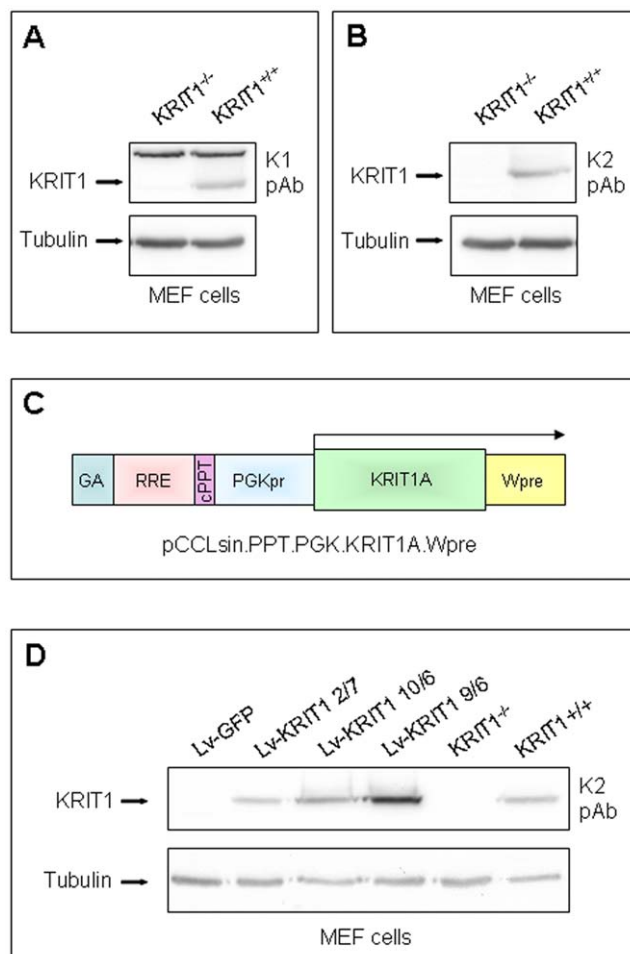 A
KRIT1-/- KRIT1+/+
KRIT1
K1
pAb
Tubulin
MEF cells
B
KRIT1-/- KRIT1+/+
KRIT1
K2
pAb
Tubulin
MEF cells
C
GA RRE cPPT PGKpr KRIT1A Wpre
pCCLsin.PPT.PGK.KRIT1A.Wpre
D
Lv-GFP Lv-KRIT1 2/7 Lv-KRIT1 10/6 Lv-KRIT1 9/6 KRIT1-/- KRIT1+/+
KRIT1
K2
pAb
Tubulin
MEF cells